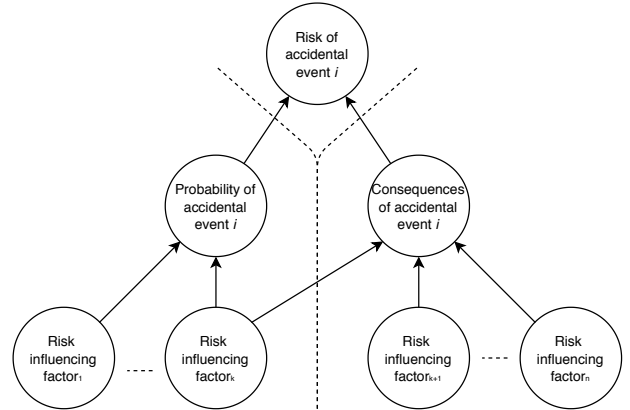 Risk of
accidental
event i
Probability of
accidental
event i
Consequences
of accidental
event i
Risk
influencing
factor₁
Risk
influencing
factorₖ
Risk
influencing
factorₖ₊₁
Risk
influencing
factorₙ